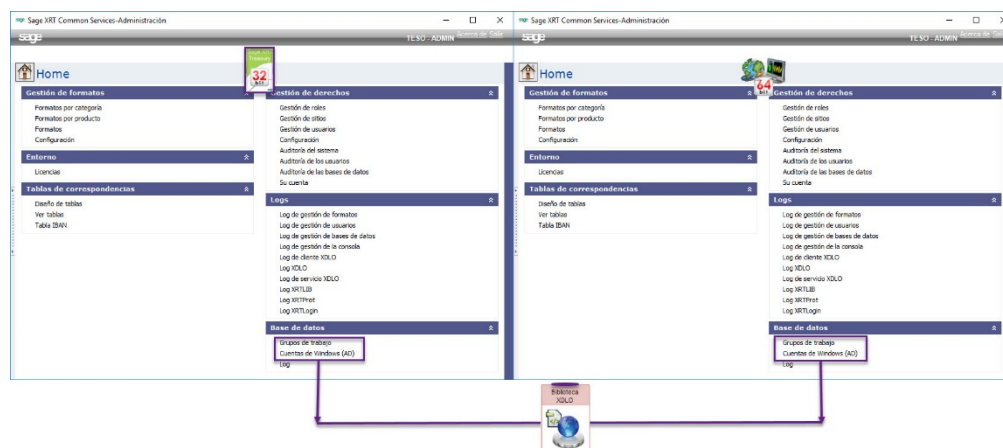 Sage XRT Common Services-Administración
sage
TESO - ADMIN Acerca de Salir
Home
32
bit
Gestión de formatos
Formatos por categoría
Formatos por producto
Formatos
Configuración
Entorno
Licencias
Tablas de correspondencias
Diseño de tablas
Ver tablas
Tabla IBAN
Gestión de derechos
Gestión de roles
Gestión de sitios
Gestión de usuarios
Configuración
Auditoría del sistema
Auditoría de los usuarios
Auditoría de las bases de datos
Su cuenta
Logs
Log de gestión de formatos
Log de gestión de usuarios
Log de gestión de bases de datos
Log de gestión de la consola
Log de cliente XDLO
Log XDLO
Log de servicio XDLO
Log XRTLIB
Log XRTProt
Log XRTLogin
Base de datos
Grupos de trabajo
Cuentas de Windows (AD)
Log
Sage XRT Common Services-Administración
sage
TESO - ADMIN Acerca de
Home
64
bit
Gestión de formatos
Formatos por categoría
Formatos por producto
Formatos
Configuración
Entorno
Licencias
Tablas de correspondencias
Diseño de tablas
Ver tablas
Tabla IBAN
Gestión de derechos
Gestión de roles
Gestión de sitios
Gestión de usuarios
Configuración
Auditoría del sistema
Auditoría de los usuarios
Auditoría de las bases de datos
Su cuenta
Logs
Log de gestión de formatos
Log de gestión de usuarios
Log de gestión de bases de datos
Log de gestión de la consola
Log de cliente XDLO
Log XDLO
Log de servicio XDLO
Log XRTLIB
Log XRTProt
Log XRTLogin
Base de datos
Grupos de trabajo
Cuentas de Windows (AD)
Log
Biblioteca
XDLO